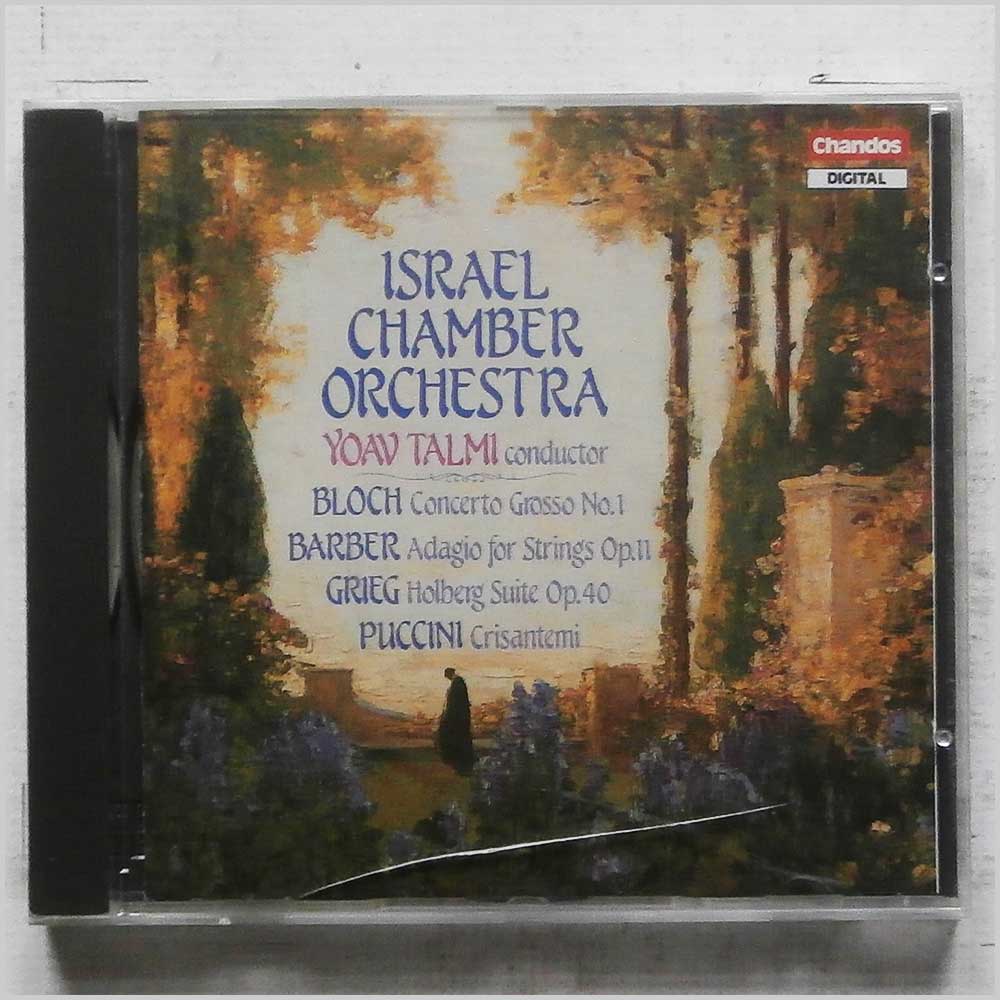 Chandos
DIGITAL
ISRAEL
CHAMBER
ORCHESTRA
YOAV TALMI conductor
BLOCH Concerto Grosso No.1
BARBER Adagio for Strings Op.11
GRIEG Holberg Suite Op.40
PUCCINI Crisantemi